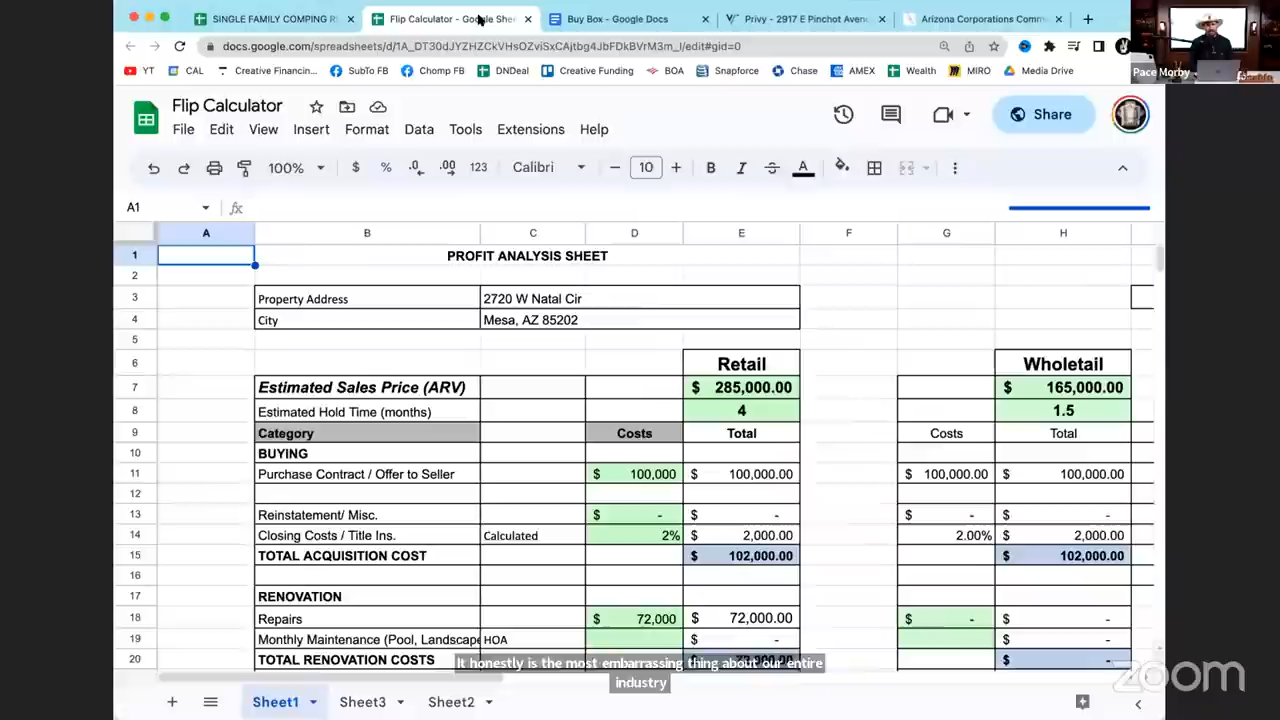 SINGLE FAMILY COMPING R
Flip Calculator - Google Shee
Buy Box - Google Docs
Privy - 2917 E Pinchot Aven
Arizona Corporations Comm
docs.google.com/spreadsheets/d/1A_DT30dJYZHZCkVHsOZviSxCAjtbg4JbFDkBVrM3m_I/edit#gid=0
Pace Morby
YT CAL Creative Financin... SubTo FB Chomp FB DNDeal Creative Funding BOA Snapforce Chase AMEX Wealth MIRO Media Drive
Flip Calculator
Share
File Edit View Insert Format Data Tools Extensions Help
100% $ % .0 .00 123 Calibri 10 B I S A
A1 fx
A B C D E F G H
1 PROFIT ANALYSIS SHEET
2
3 Property Address 2720 W Natal Cir
4 City Mesa, AZ 85202
5
6 Retail Wholetail
7 Estimated Sales Price (ARV) $ 285,000.00 $ 165,000.00
8 Estimated Hold Time (months) 4 1.5
9 Category Costs Total Costs Total
10 BUYING
11 Purchase Contract / Offer to Seller $ 100,000 $ 100,000.00 $ 100,000.00 $ 100,000.00
12
13 Reinstatement/ Misc. $ - $ - $ - $ -
14 Closing Costs / Title Ins. Calculated 2% $ 2,000.00 2.00% $ 2,000.00
15 TOTAL ACQUISITION COST $ 102,000.00 $ 102,000.00
16
17 RENOVATION
18 Repairs $ 72,000 $ 72,000.00 $ - $ -
19 Monthly Maintenance (Pool, Landscape HOA $ - $ -
20 TOTAL RENOVATION COSTS $ -
It honestly is the most embarrassing thing about our entire
industry
zoom
Sheet1 Sheet3 Sheet2